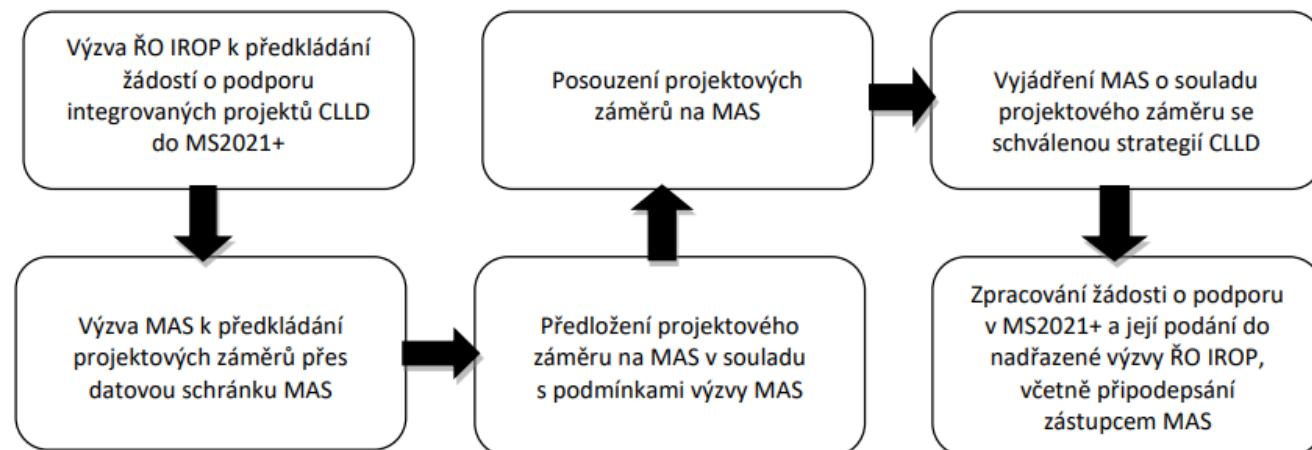 Výzva ŘO IROP k předkládání
žádostí o podporu
integrovaných projektů CLLD
do MS2021+
Výzva MAS k předkládání
projektových záměrů přes
datovou schránku MAS
Předložení projektového
záměru na MAS v souladu
s podmínkami výzvy MAS
Posouzení projektových
záměrů na MAS
Vyjádření MAS o souladu
projektového záměru se
schválenou strategií CLLD
Zpracování žádosti o podporu
v MS2021+ a její podání do
nadřazené výzvy ŘO IROP,
včetně připodepsání
zástupcem MAS